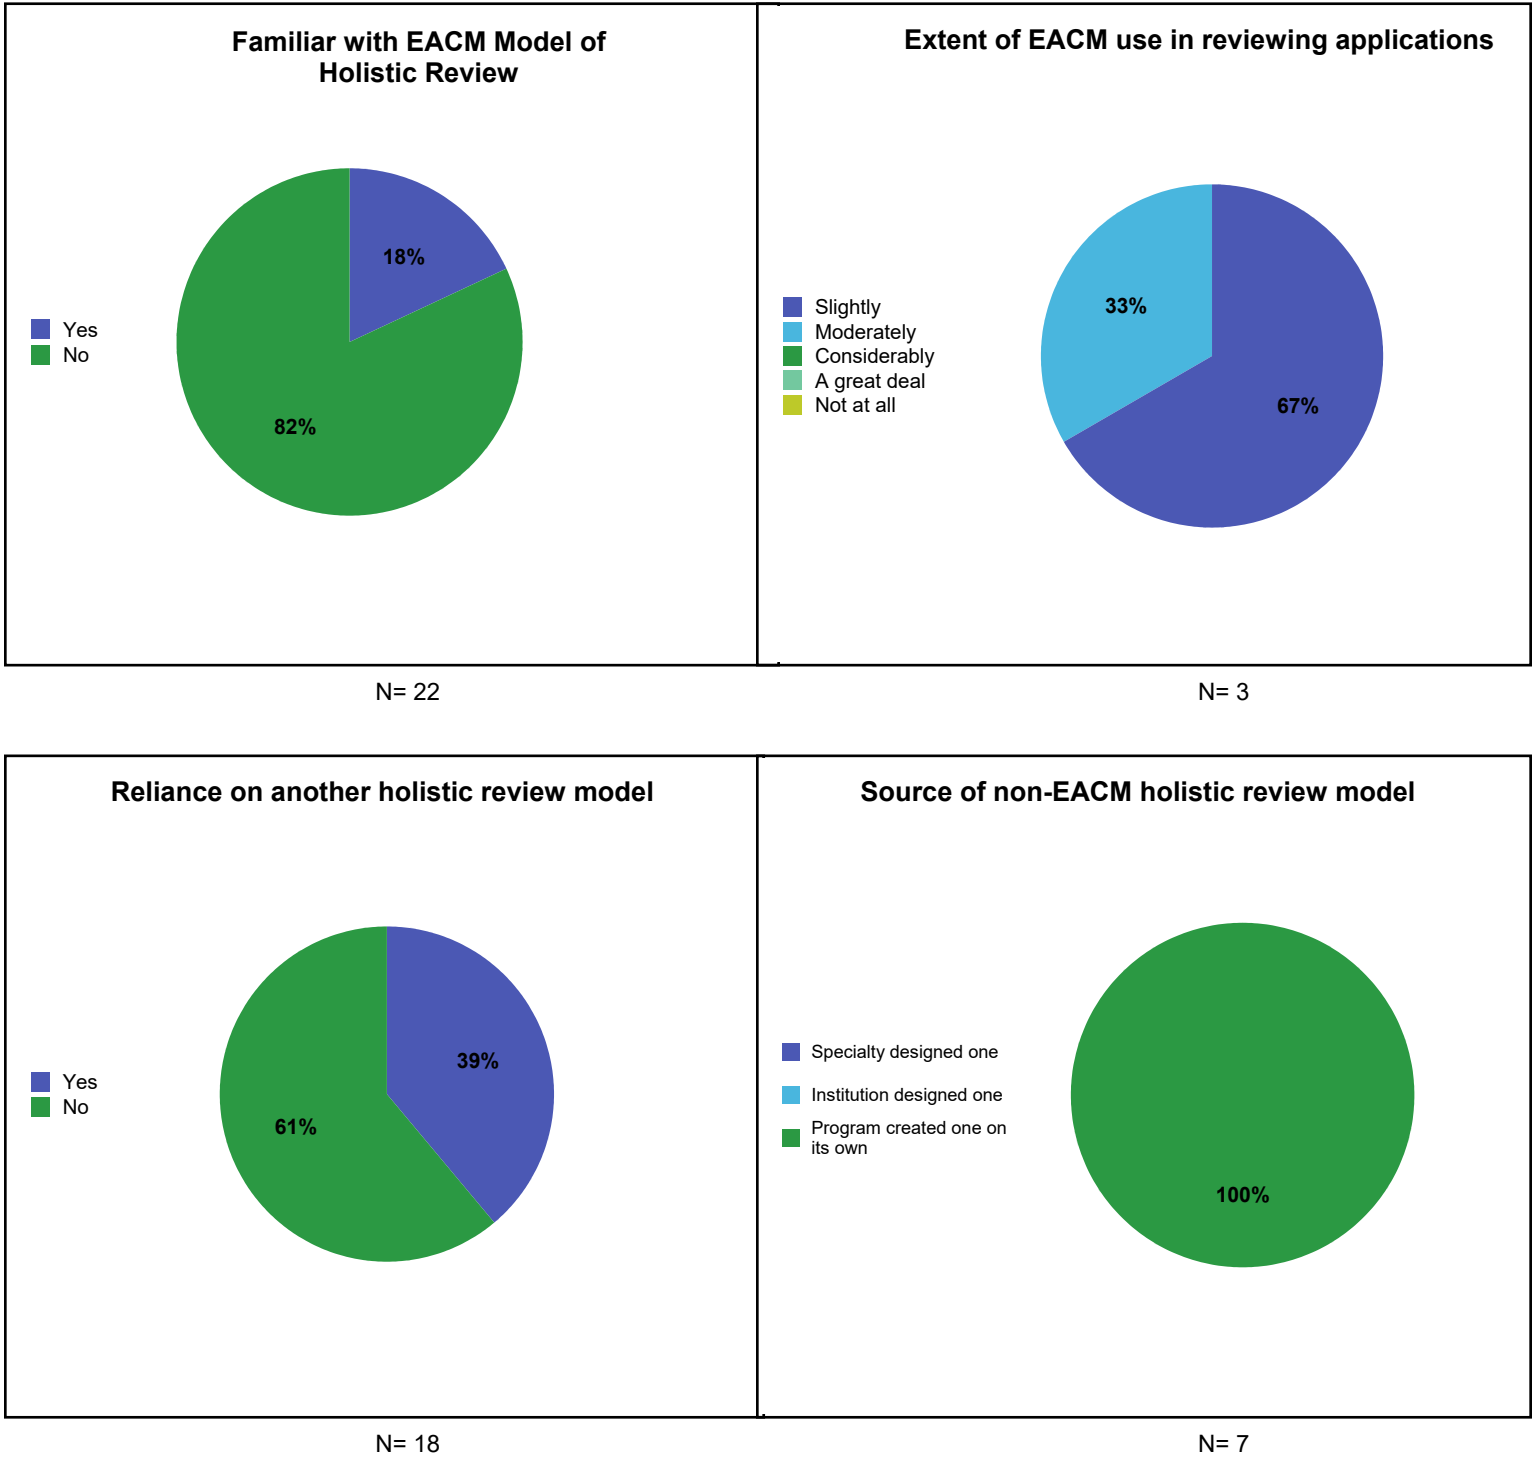 Familiar with EACM Model of
Holistic Review
18%
82%
Yes
No
N= 22
Extent of EACM use in reviewing applications
Slightly
Moderately
Considerably
A great deal
Not at all
33%
67%
N= 3
Reliance on another holistic review model
Yes
No
39%
61%
N= 18
Source of non-EACM holistic review model
Specialty designed one
Institution designed one
Program created one on
its own
100%
N= 7